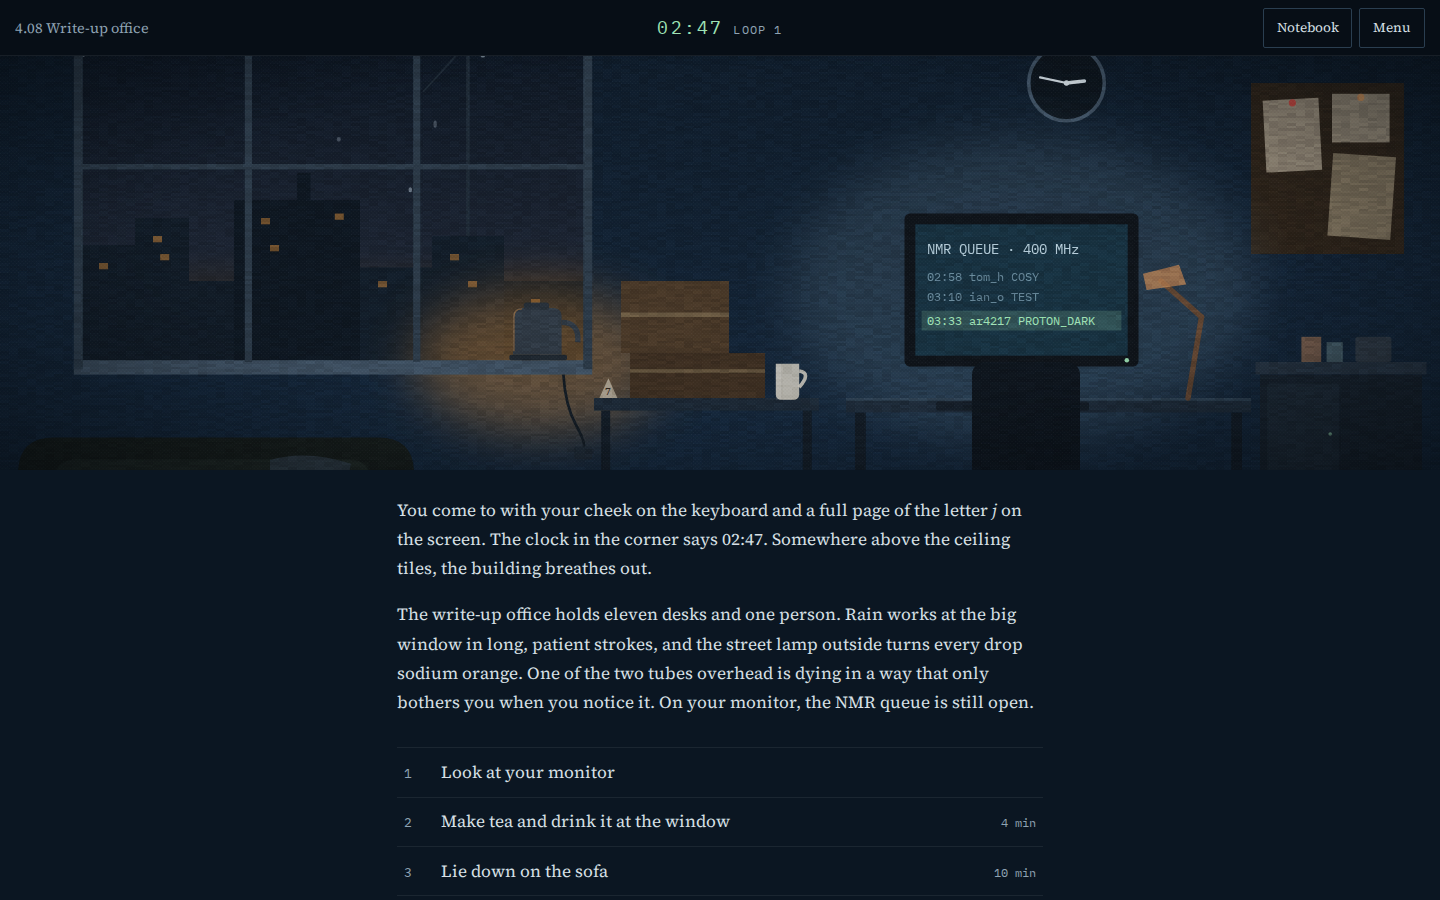 4.08 Write-up office
02:47 LOOP 1
Notebook
Menu
NMR QUEUE · 400 MHz
02:58 tom_h COSY
03:10 ian_o TEST
03:33 ar4217 PROTON_DARK
7
You come to with your cheek on the keyboard and a full page of the letter j on
the screen. The clock in the corner says 02:47. Somewhere above the ceiling
tiles, the building breathes out.
The write-up office holds eleven desks and one person. Rain works at the big
window in long, patient strokes, and the street lamp outside turns every drop
sodium orange. One of the two tubes overhead is dying in a way that only
bothers you when you notice it. On your monitor, the NMR queue is still open.
1 Look at your monitor
2 Make tea and drink it at the window 4 min
3 Lie down on the sofa 10 min